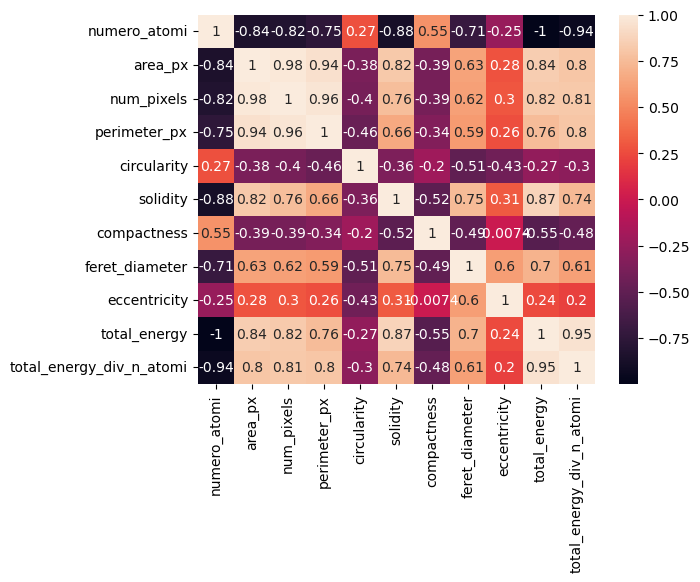 numero_atomi 1 -0.84 -0.82 -0.75 0.27 -0.88 0.55 -0.71 -0.25 -1 -0.94
area_px -0.84 1 0.98 0.94 -0.38 0.82 -0.39 0.63 0.28 0.84 0.8
num_pixels -0.82 0.98 1 0.96 -0.4 0.76 -0.39 0.62 0.3 0.82 0.81
perimeter_px -0.75 0.94 0.96 1 -0.46 0.66 -0.34 0.59 0.26 0.76 0.8
circularity 0.27 -0.38 -0.4 -0.46 1 -0.36 -0.2 -0.51 -0.43 -0.27 -0.3
solidity -0.88 0.82 0.76 0.66 -0.36 1 -0.52 0.75 0.31 0.87 0.74
compactness 0.55 -0.39 -0.39 -0.34 -0.2 -0.52 1 -0.49 -0.0074 -0.55 -0.48
feret_diameter -0.71 0.63 0.62 0.59 -0.51 0.75 -0.49 1 0.6 0.7 0.61
eccentricity -0.25 0.28 0.3 0.26 -0.43 0.31 -0.0074 0.6 1 0.24 0.2
total_energy -1 0.84 0.82 0.76 -0.27 0.87 -0.55 0.7 0.24 1 0.95
total_energy_div_n_atomi -0.94 0.8 0.81 0.8 -0.3 0.74 -0.48 0.61 0.2 0.95 1
numero_atomi
area_px
num_pixels
perimeter_px
circularity
solidity
compactness
feret_diameter
eccentricity
total_energy
total_energy_div_n_atomi
1.00
0.75
0.50
0.25
0.00
-0.25
-0.50
-0.75